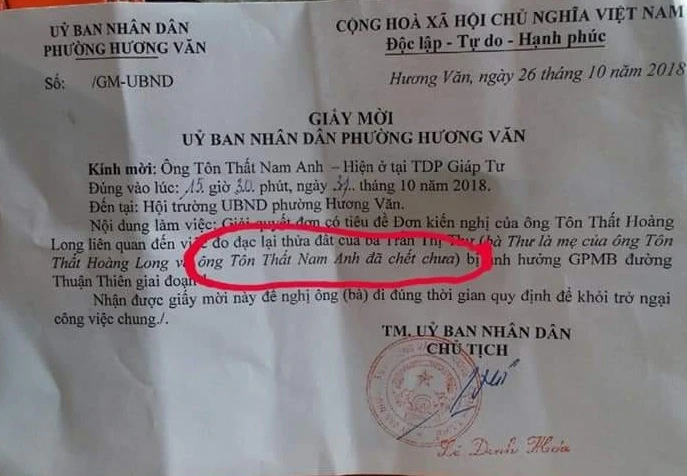 UỶ BAN NHÂN DÂN
PHƯỜNG HƯƠNG VĂN
CỘNG HOÀ XÃ HỘI CHỦ NGHĨA VIỆT NAM
Độc lập - Tự do - Hạnh phúc
Số: /GM-UBND
Hương Văn, ngày 26 tháng 10 năm 2018
GIẤY MỜI
UỶ BAN NHÂN DÂN PHƯỜNG HƯƠNG VĂN
Kính mời: Ông Tôn Thất Nam Anh – Hiện ở tại TDP Giáp Tư
Đúng vào lúc: 15 giờ 30 phút, ngày 31 tháng 10 năm 2018.
Đến tại: Hội trường UBND phường Hương Văn.
Nội dung làm việc: Giải quyết đơn có tiêu đề Đơn kiến nghị của ông Tôn Thất Hoàng
Long liên quan đến việc đo đạc lại thửa đất của bà Trần Thị Thư (bà Thư là mẹ của ông Tôn
Thất Hoàng Long và ông Tôn Thất Nam Anh đã chết chưa) bị ảnh hưởng GPMB đường
Thuận Thiên giai đoạn
Nhận được giấy mời này đề nghị ông (bà) đi đúng thời gian quy định để khỏi trở ngại
công việc chung./.
TM. UỶ BAN NHÂN DÂN
CHỦ TỊCH
Lê Danh Hóa